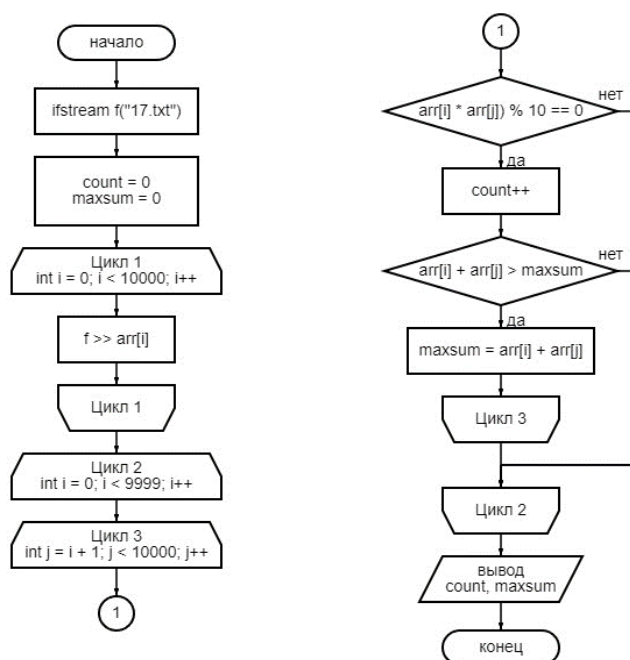 начало
ifstream f("17.txt")
count = 0
maxsum = 0
Цикл 1
int i = 0; i < 10000; i++
f >> arr[i]
Цикл 1
Цикл 2
int i = 0; i < 9999; i++
Цикл 3
int j = i + 1; j < 10000; j++
1
1
arr[i] * arr[j]) % 10 == 0
нет
да
count++
arr[i] + arr[j] > maxsum
нет
да
maxsum = arr[i] + arr[j]
Цикл 3
Цикл 2
вывод
count, maxsum
конец